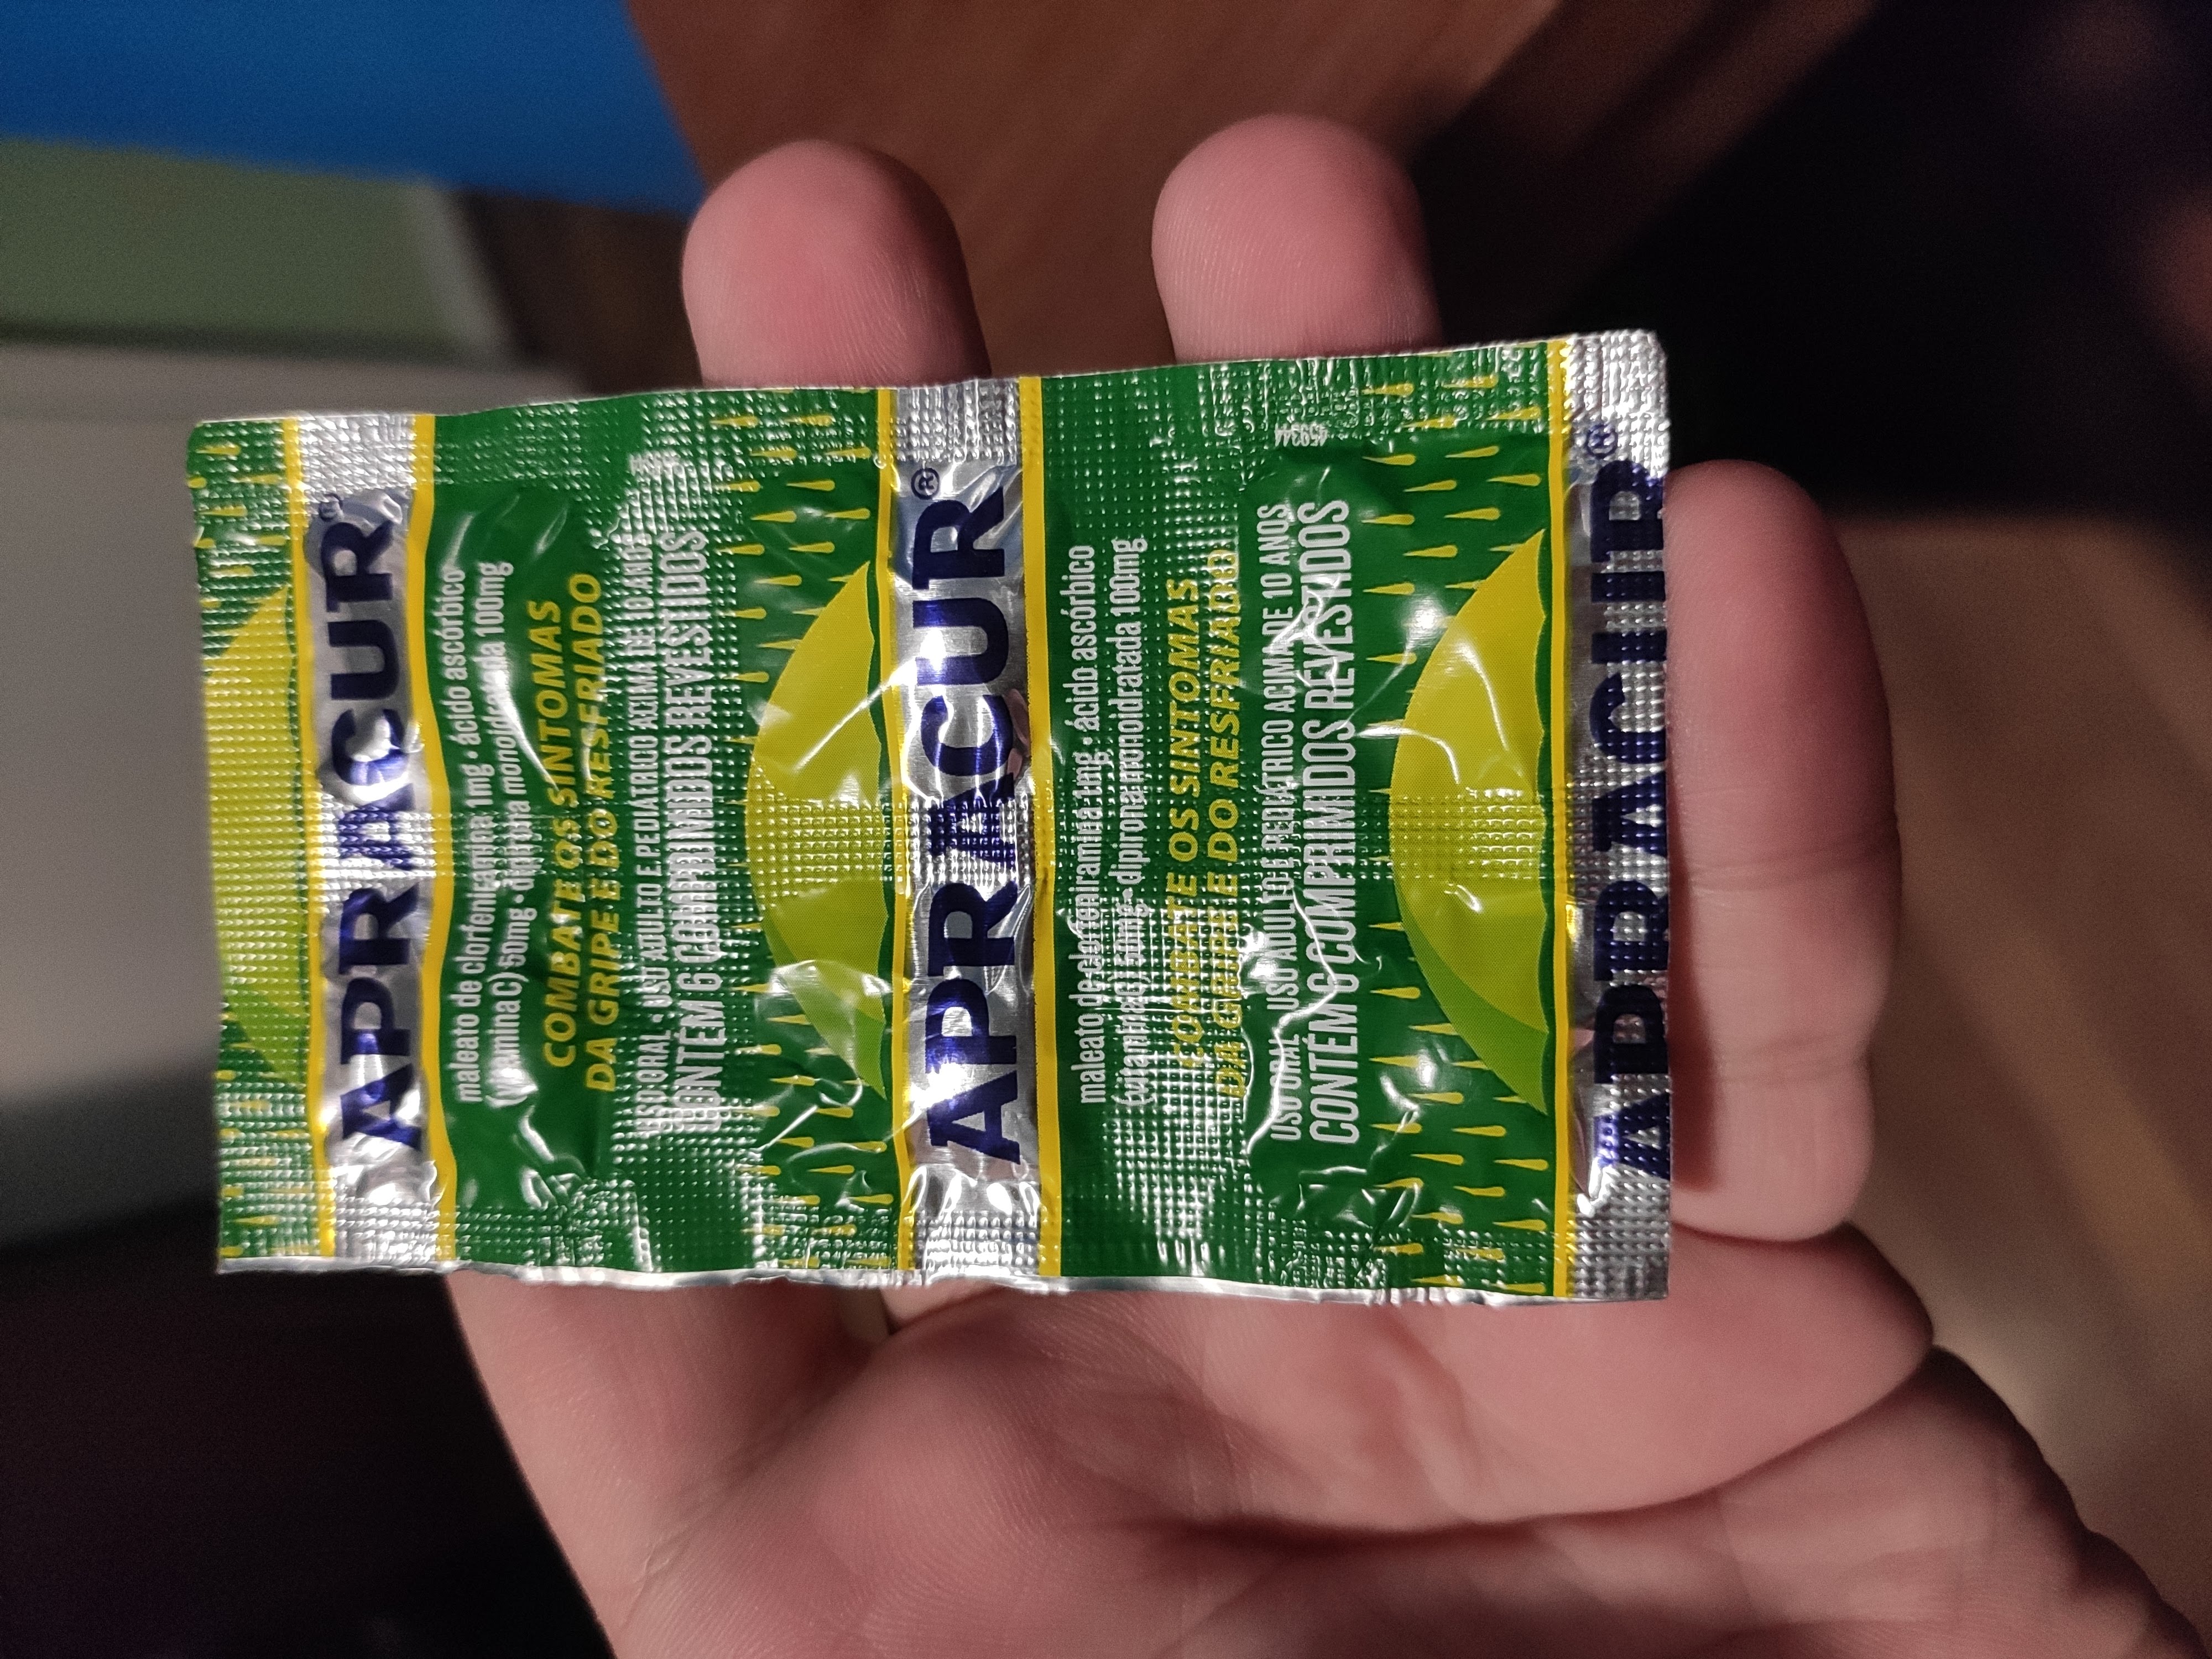 APRACUR®
maleato de clorfeniramina 1mg • ácido ascórbico
(vitamina C) 50mg • dipirona monoidratada 100mg
COMBATE OS SINTOMAS
DA GRIPE E DO RESFRIADO
USO ORAL • USO ADULTO E PEDIÁTRICO ACIMA DE 10 ANOS
CONTÉM 6 COMPRIMIDOS REVESTIDOS
APRACUR®
maleato de clorfeniramina 1mg • ácido ascórbico
(vitamina C) 50mg • dipirona monoidratada 100mg
COMBATE OS SINTOMAS
DA GRIPE E DO RESFRIADO
USO ORAL • USO ADULTO E PEDIÁTRICO ACIMA DE 10 ANOS
CONTÉM 6 COMPRIMIDOS REVESTIDOS
APRACUR®